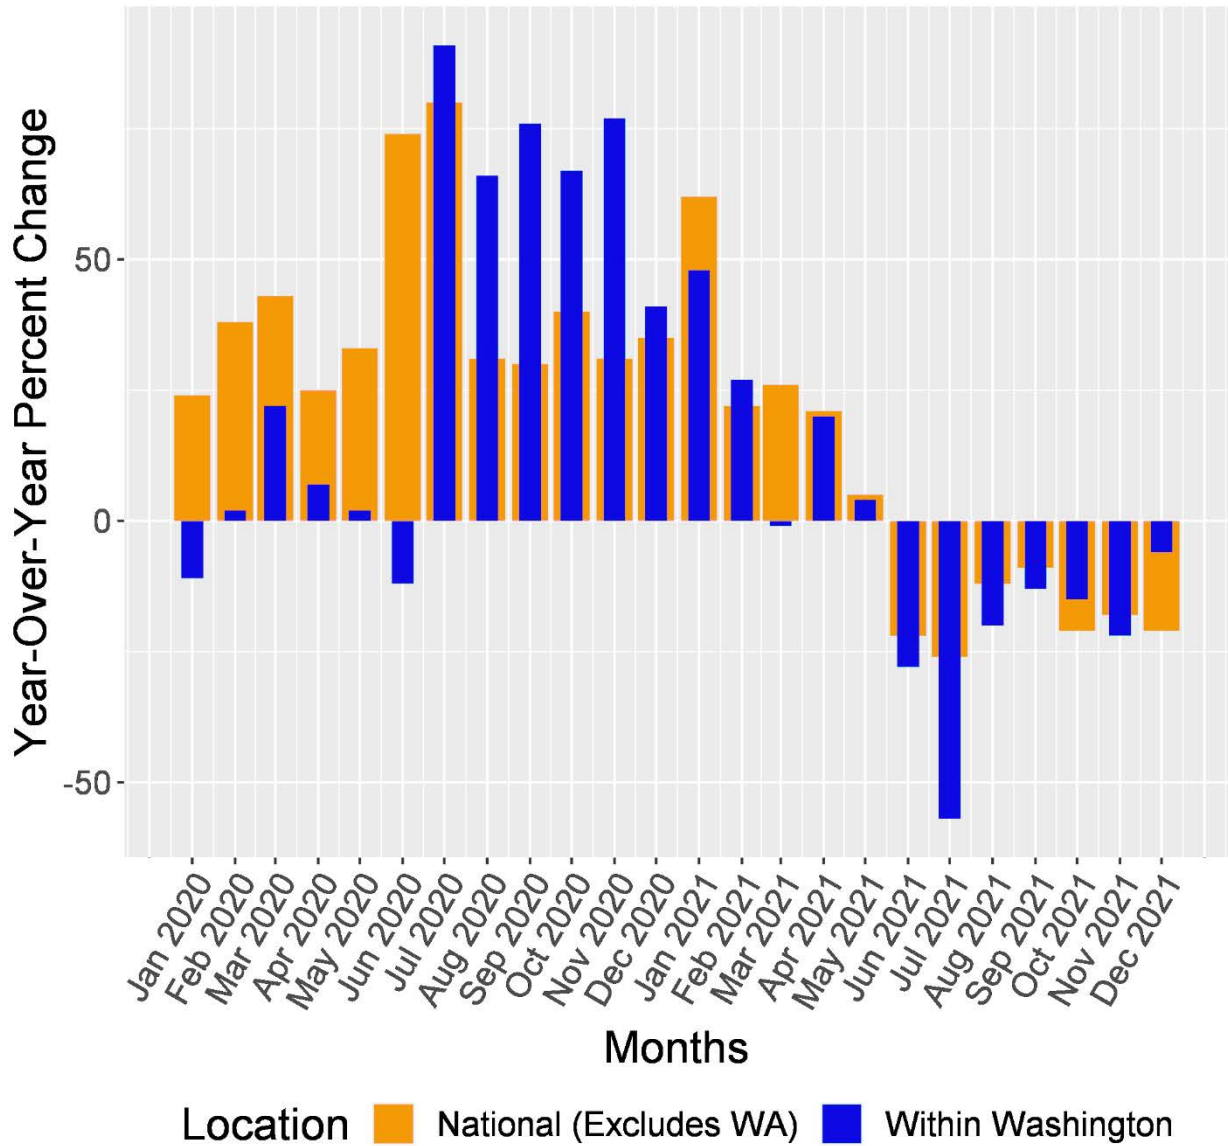 Year-Over-Year Percent Change
50
0
-50
Jan 2020
Feb 2020
Mar 2020
Apr 2020
May 2020
Jun 2020
Jul 2020
Aug 2020
Sep 2020
Oct 2020
Nov 2020
Dec 2020
Jan 2021
Feb 2021
Mar 2021
Apr 2021
May 2021
Jun 2021
Jul 2021
Aug 2021
Sep 2021
Oct 2021
Nov 2021
Dec 2021
Months
Location National (Excludes WA) Within Washington